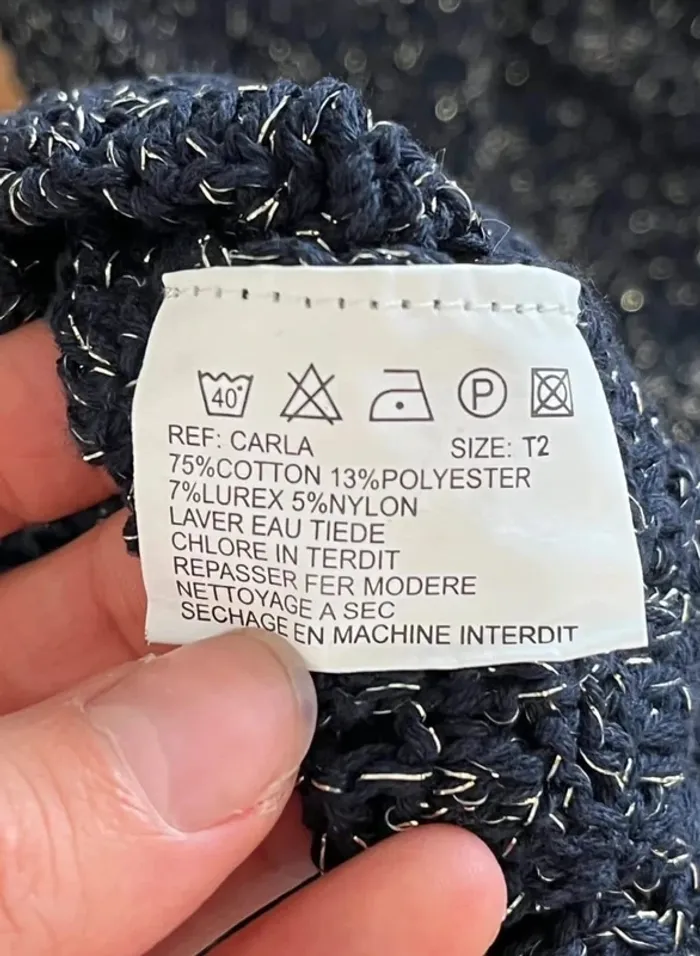 40°
P
REF: CARLA SIZE: T2
75%COTTON 13%POLYESTER
7%LUREX 5%NYLON
LAVER EAU TIEDE
CHLORE IN TERDIT
REPASSER FER MODERE
NETTOYAGE A SEC
SECHAGE EN MACHINE INTERDIT